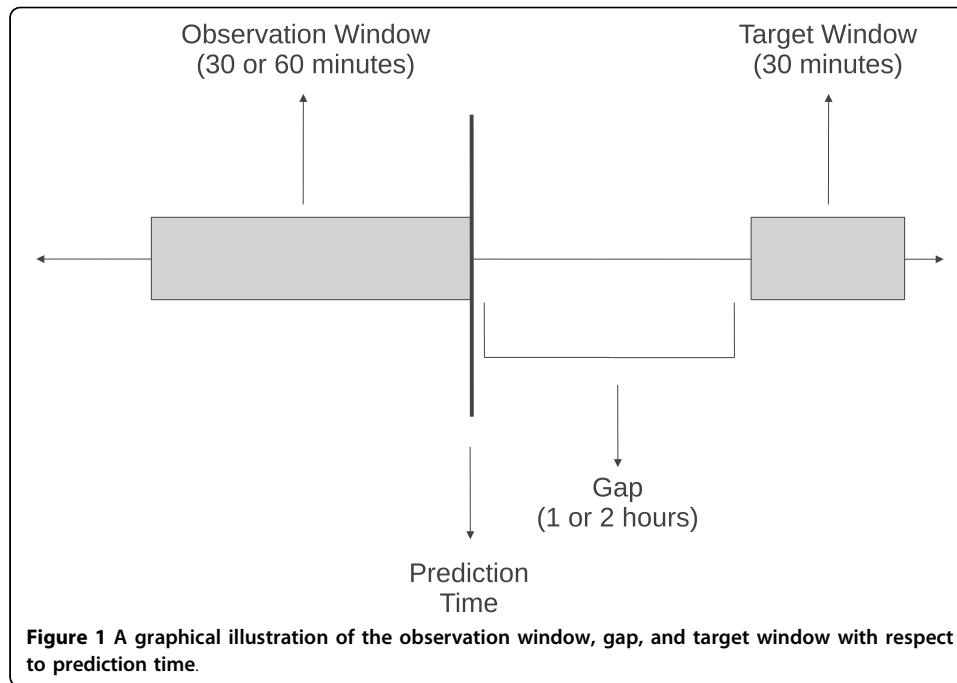 Observation Window
(30 or 60 minutes)
Target Window
(30 minutes)
Gap
(1 or 2 hours)
Prediction
Time
Figure 1 A graphical illustration of the observation window, gap, and target window with respect
to prediction time.